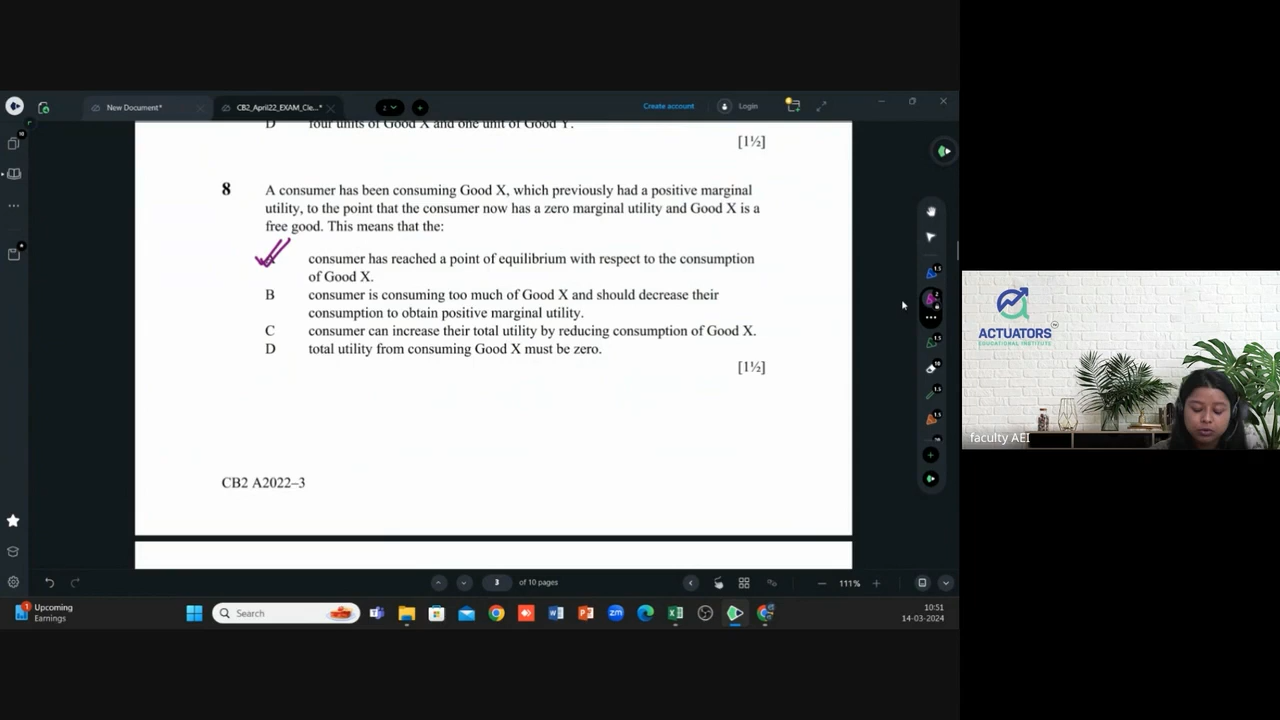 New Document*
CB2_April22_EXAM_Cle...*
2
Create account
Login
D four units of Good X and one unit of Good Y.
[1½]
8 A consumer has been consuming Good X, which previously had a positive marginal
utility, to the point that the consumer now has a zero marginal utility and Good X is a
free good. This means that the:
consumer has reached a point of equilibrium with respect to the consumption
of Good X.
B consumer is consuming too much of Good X and should decrease their
consumption to obtain positive marginal utility.
C consumer can increase their total utility by reducing consumption of Good X.
D total utility from consuming Good X must be zero.
[1½]
CB2 A2022–3
3 of 10 pages
111%
Upcoming
Earnings
Search
zm
10:51
14-03-2024
ACTUATORS
EDUCATIONAL INSTITUTE
faculty AEI